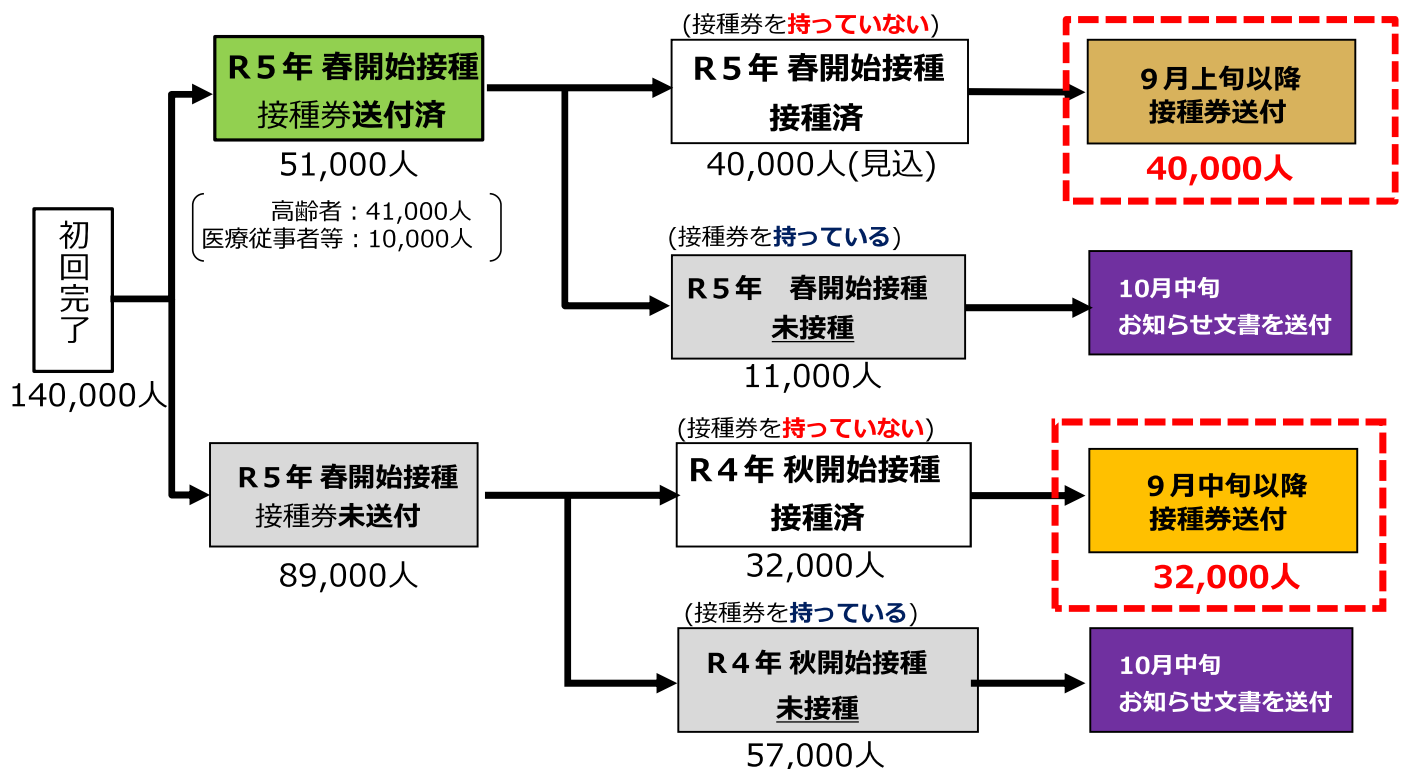 初回完了
140,000人
R５年 春開始接種
接種券送付済
51,000人
高齢者：41,000人
医療従事者等：10,000人
(接種券を持っていない)
R５年 春開始接種
接種済
40,000人(見込)
９月上旬以降
接種券送付
40,000人
(接種券を持っている)
R５年　春開始接種
未接種
11,000人
10月中旬
お知らせ文書を送付
R５年 春開始接種
接種券未送付
89,000人
(接種券を持っていない)
R４年 秋開始接種
接種済
32,000人
９月中旬以降
接種券送付
32,000人
(接種券を持っている)
R４年 秋開始接種
未接種
57,000人
10月中旬
お知らせ文書を送付